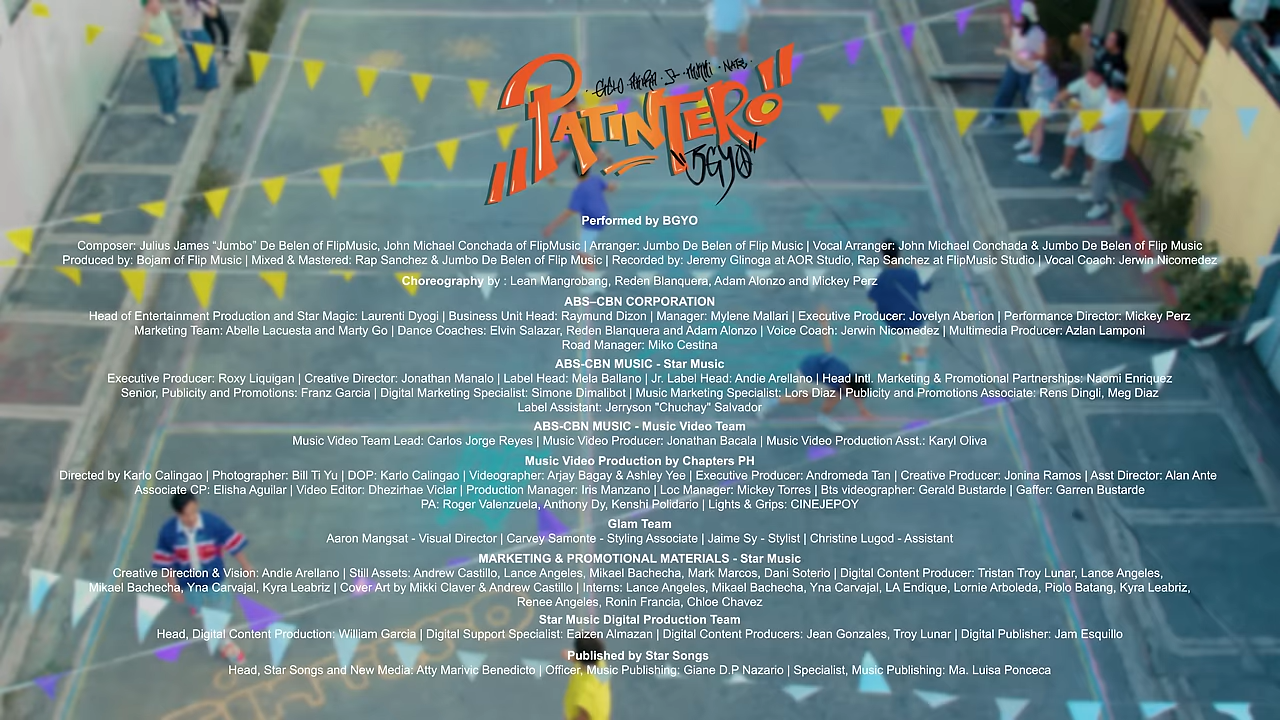 GELO · AKIRA · JL · MIKKI · NATE
PATINTERO
"BGYO"
Performed by BGYO
Composer: Julius James “Jumbo” De Belen of FlipMusic, John Michael Conchada of FlipMusic | Arranger: Jumbo De Belen of Flip Music | Vocal Arranger: John Michael Conchada & Jumbo De Belen of Flip Music
Produced by: Bojam of Flip Music | Mixed & Mastered: Rap Sanchez & Jumbo De Belen of Flip Music | Recorded by: Jeremy Glinoga at AOR Studio, Rap Sanchez at FlipMusic Studio | Vocal Coach: Jerwin Nicomedez
Choreography by : Lean Mangrobang, Reden Blanquera, Adam Alonzo and Mickey Perz
ABS–CBN CORPORATION
Head of Entertainment Production and Star Magic: Laurenti Dyogi | Business Unit Head: Raymund Dizon | Manager: Mylene Mallari | Executive Producer: Jovelyn Aberion | Performance Director: Mickey Perz
Marketing Team: Abelle Lacuesta and Marty Go | Dance Coaches: Elvin Salazar, Reden Blanquera and Adam Alonzo | Voice Coach: Jerwin Nicomedez | Multimedia Producer: Azlan Lamponi
Road Manager: Miko Cestina
ABS-CBN MUSIC - Star Music
Executive Producer: Roxy Liquigan | Creative Director: Jonathan Manalo | Label Head: Mela Ballano | Jr. Label Head: Andie Arellano | Head Intl. Marketing & Promotional Partnerships: Naomi Enriquez
Senior, Publicity and Promotions: Franz Garcia | Digital Marketing Specialist: Simone Dimalibot | Music Marketing Specialist: Lors Diaz | Publicity and Promotions Associate: Rens Dingli, Meg Diaz
Label Assistant: Jerryson "Chuchay" Salvador
ABS-CBN MUSIC - Music Video Team
Music Video Team Lead: Carlos Jorge Reyes | Music Video Producer: Jonathan Bacala | Music Video Production Asst.: Karyl Oliva
Music Video Production by Chapters PH
Directed by Karlo Calingao | Photographer: Bill Ti Yu | DOP: Karlo Calingao | Videographer: Arjay Bagay & Ashley Yee | Executive Producer: Andromeda Tan | Creative Producer: Jonina Ramos | Asst Director: Alan Ante
Associate CP: Elisha Aguilar | Video Editor: Dhezirhae Viclar | Production Manager: Iris Manzano | Loc Manager: Mickey Torres | Bts videographer: Gerald Bustarde | Gaffer: Garren Bustarde
PA: Roger Valenzuela, Anthony Dy, Kenshi Polidario | Lights & Grips: CINEJEPOY
Glam Team
Aaron Mangsat - Visual Director | Carvey Samonte - Styling Associate | Jaime Sy - Stylist | Christine Lugod - Assistant
MARKETING & PROMOTIONAL MATERIALS - Star Music
Creative Direction & Vision: Andie Arellano | Still Assets: Andrew Castillo, Lance Angeles, Mikael Bachecha, Mark Marcos, Dani Soterio | Digital Content Producer: Tristan Troy Lunar, Lance Angeles,
Mikael Bachecha, Yna Carvajal, Kyra Leabriz | Cover Art by Mikki Claver & Andrew Castillo | Interns: Lance Angeles, Mikael Bachecha, Yna Carvajal, LA Endique, Lornie Arboleda, Piolo Batang, Kyra Leabriz,
Renee Angeles, Ronin Francia, Chloe Chavez
Star Music Digital Production Team
Head, Digital Content Production: William Garcia | Digital Support Specialist: Eaizen Almazan | Digital Content Producers: Jean Gonzales, Troy Lunar | Digital Publisher: Jam Esquillo
Published by Star Songs
Head, Star Songs and New Media: Atty Marivic Benedicto | Officer, Music Publishing: Giane D.P Nazario | Specialist, Music Publishing: Ma. Luisa Ponceca